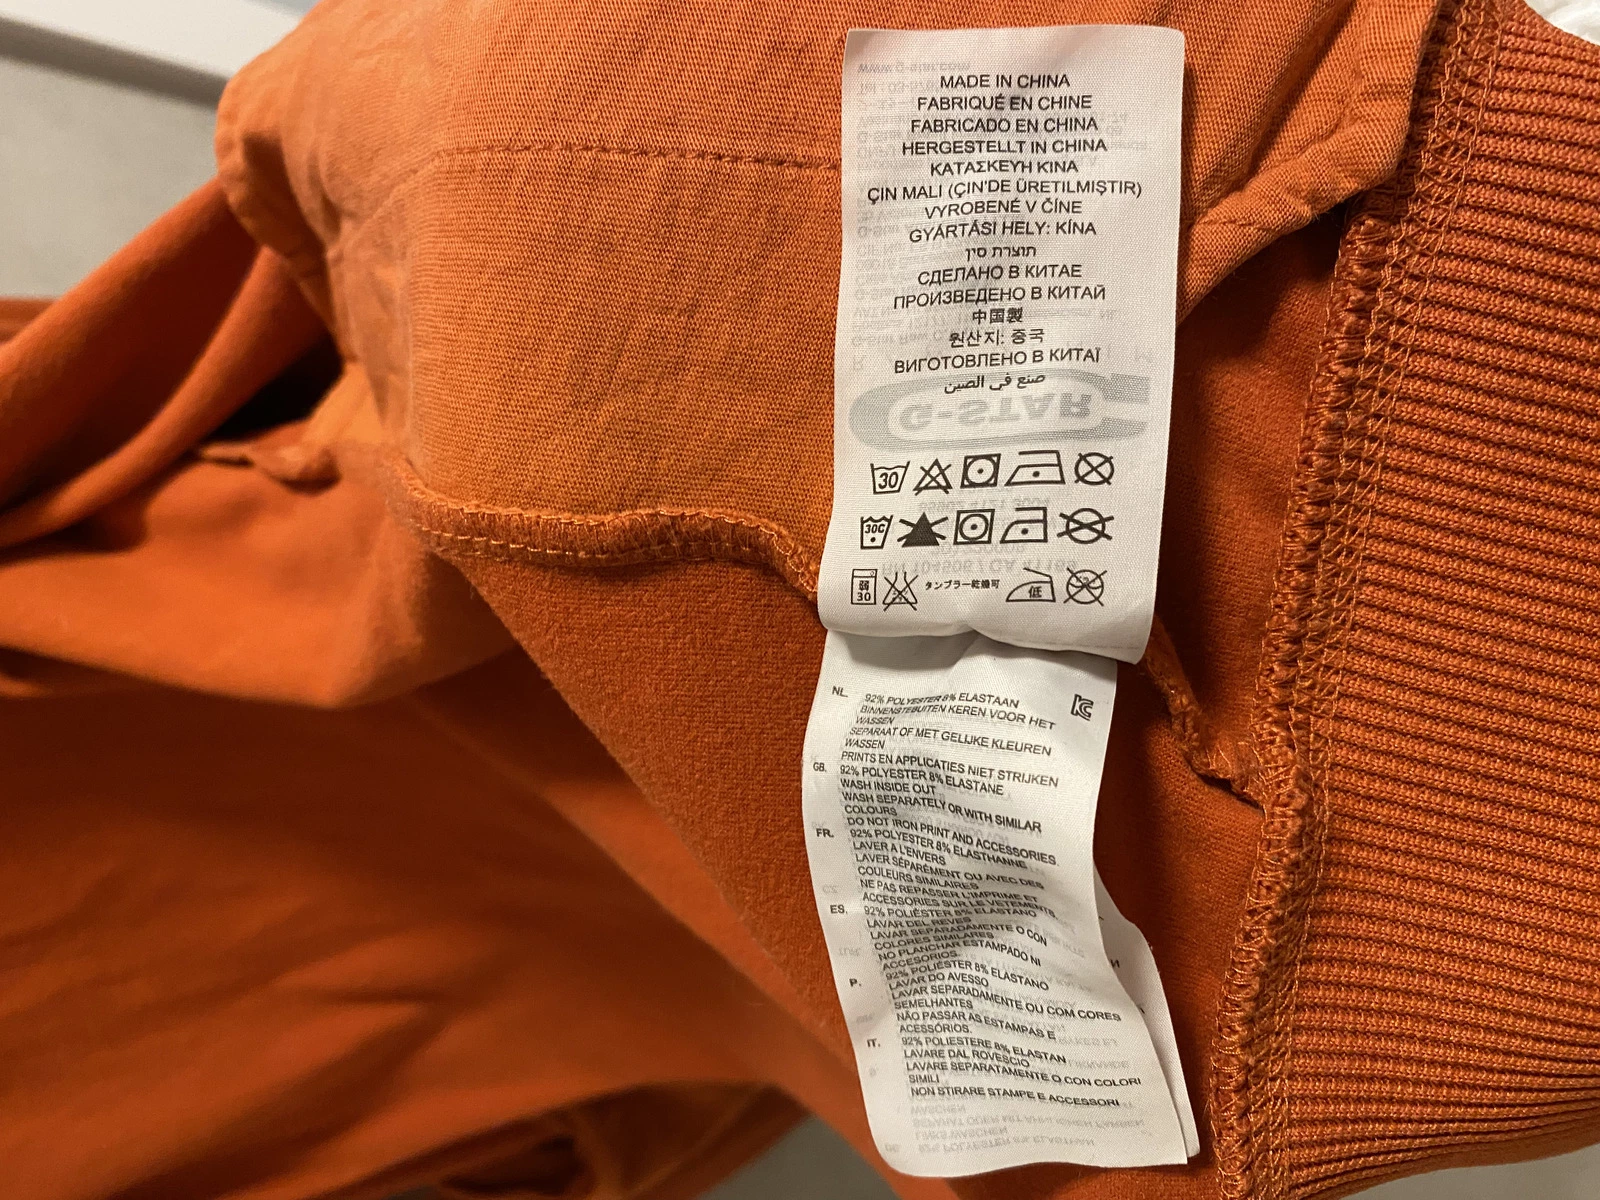 MADE IN CHINA
FABRIQUÉ EN CHINE
FABRICADO EN CHINA
HERGESTELLT IN CHINA
ΚΑΤΑΣΚΕΥΗ ΚΙΝΑ
ÇIN MALI (ÇIN'DE ÜRETILMIŞTIR)
VYROBENÉ V ČÍNE
GYÁRTÁSI HELY: KÍNA
תוצרת סין
СДЕЛАНО В КИТАЕ
ПРОИЗВЕДЕНО В КИТАЙ
中国製
원산지: 중국
ВИГОТОВЛЕНО В КИТАЇ
صنع في الصين
G-STAR
30
30C
弱 30
タンブラー乾燥可
低
NL. 92% POLYESTER 8% ELASTAAN
BINNENSTEBUITEN KEREN VOOR HET
WASSEN
SEPARAAT OF MET GELIJKE KLEUREN
WASSEN
PRINTS EN APPLICATIES NIET STRIJKEN
GB. 92% POLYESTER 8% ELASTANE
WASH INSIDE OUT
WASH SEPARATELY OR WITH SIMILAR
COLOURS
DO NOT IRON PRINT AND ACCESSORIES
FR. 92% POLYESTER 8% ELASTHANNE
LAVER A L'ENVERS
LAVER SÉPARÉMENT OU AVEC DES
COULEURS SIMILAIRES
NE PAS REPASSER L'IMPRIME ET
ACCESSORIES SUR LE VETEMENTS
ES. 92% POLIÉSTER 8% ELASTANO
LAVAR DEL REVES
LAVAR SEPARADAMENTE O CON
COLORES SIMILARES
NO PLANCHAR ESTAMPADO NI
ACCESORIOS.
P. 92% POLIÉSTER 8% ELASTANO
LAVAR DO AVESSO
LAVAR SEPARADAMENTE OU COM CORES
SEMELHANTES
NÃO PASSAR AS ESTAMPAS E
ACESSÓRIOS.
IT. 92% POLIESTERE 8% ELASTAN
LAVARE DAL ROVESCIO
LAVARE SEPARATAMENTE O CON COLORI
SIMILI
NON STIRARE STAMPE E ACCESSORI